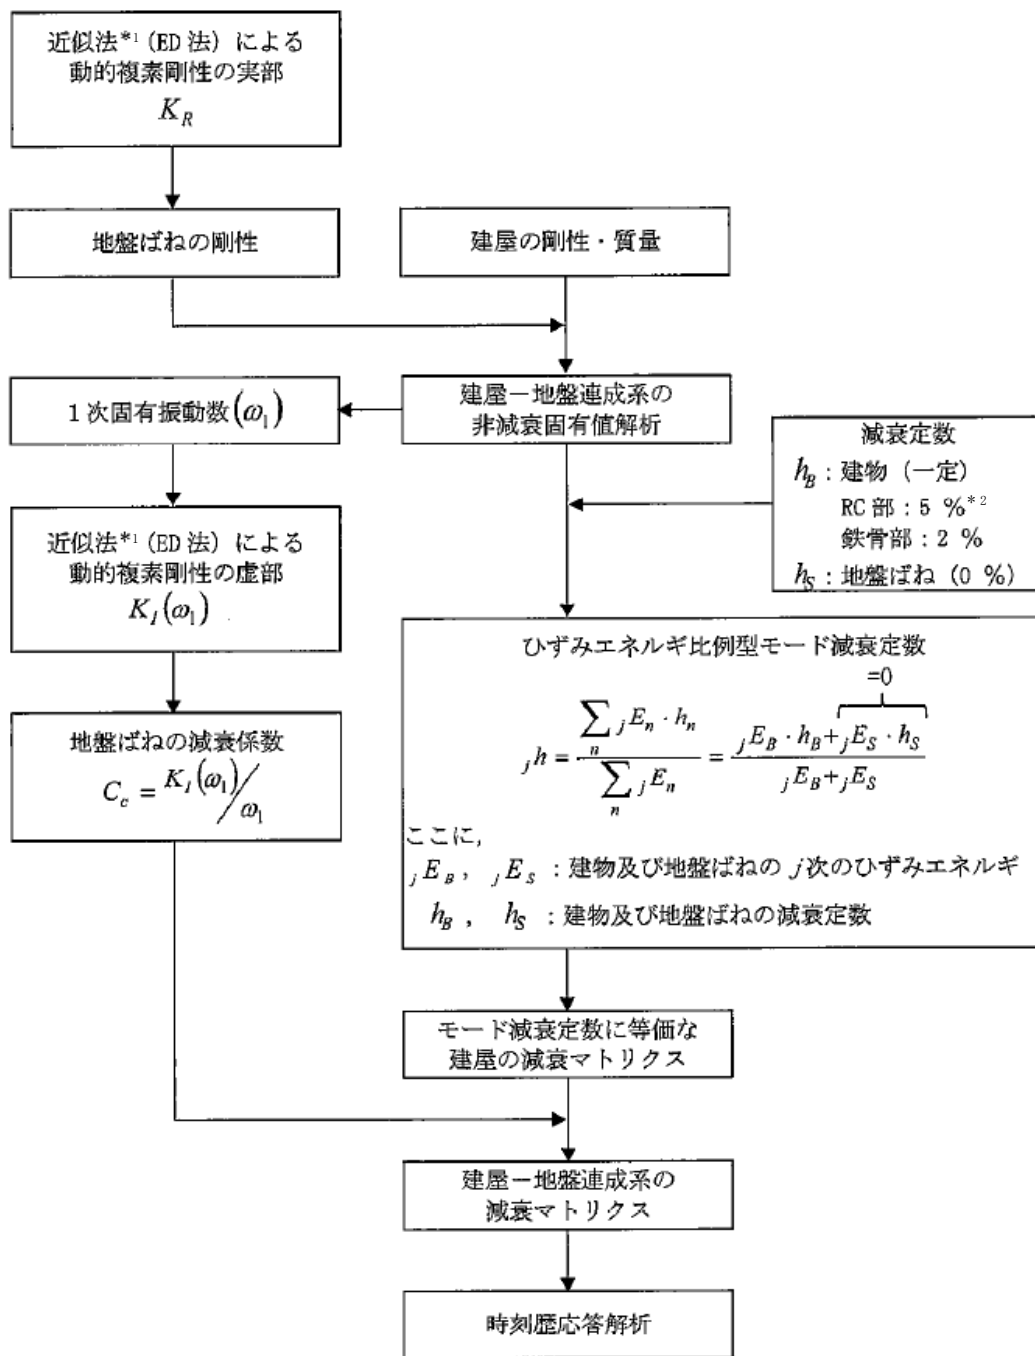 近似法*1(ED法)による
動的複素剛性の実部
K_R
地盤ばねの剛性
建屋の剛性・質量
建屋－地盤連成系の
非減衰固有値解析
1次固有振動数(ω₁)
減衰定数
h_B：建物（一定）
RC部：5 %*2
鉄骨部：2 %
h_S：地盤ばね（0 %）
近似法*1(ED法)による
動的複素剛性の虚部
K_I(ω₁)
地盤ばねの減衰係数
C_c = K_I(ω₁)/ω₁
ひずみエネルギ比例型モード減衰定数
=0
_jh = Σ_n _jE_n・h_n / Σ_n _jE_n = (_jE_B・h_B+_jE_S・h_S) / (_jE_B+_jE_S)
ここに,
_jE_B, _jE_S：建物及び地盤ばねのj次のひずみエネルギ
h_B, h_S：建物及び地盤ばねの減衰定数
モード減衰定数に等価な
建屋の減衰マトリクス
建屋－地盤連成系の
減衰マトリクス
時刻歴応答解析